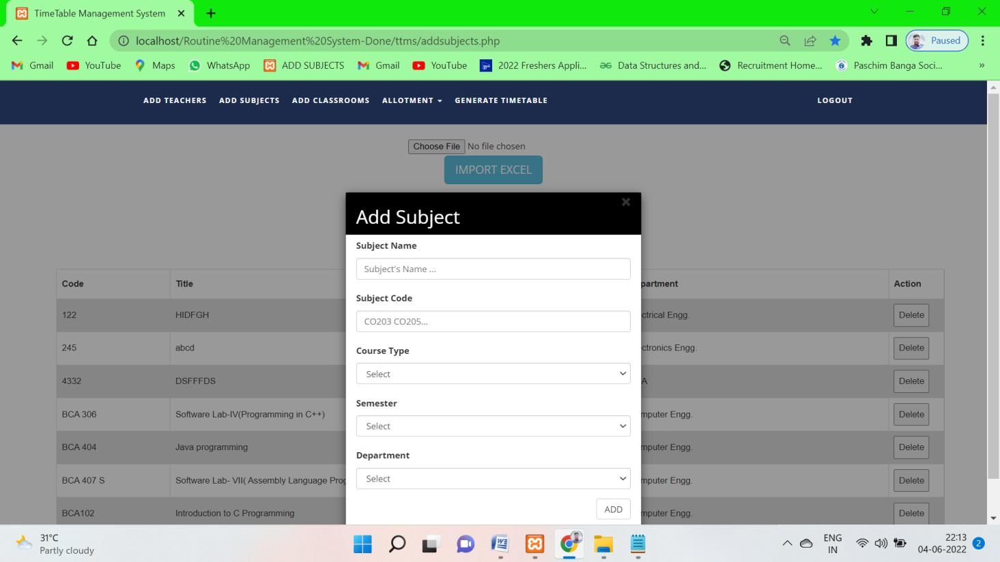 TimeTable Management System
localhost/Routine%20Management%20System-Done/ttms/addsubjects.php
Paused
Gmail YouTube Maps WhatsApp ADD SUBJECTS Gmail YouTube 2022 Freshers Appli... Data Structures and... Recruitment Home... Paschim Banga Soci... »
ADD TEACHERS ADD SUBJECTS ADD CLASSROOMS ALLOTMENT GENERATE TIMETABLE LOGOUT
Choose File No file chosen
IMPORT EXCEL
Add Subject
Subject Name
Subject's Name ...
Subject Code
CO203 CO205...
Course Type
Select
Semester
Select
Department
Select
ADD
Code Title partment Action
122 HIDFGH ctrical Engg. Delete
245 abcd ctronics Engg. Delete
4332 DSFFFDS A Delete
BCA 306 Software Lab-IV(Programming in C++) mputer Engg. Delete
BCA 404 Java programming mputer Engg. Delete
BCA 407 S Software Lab- VII( Assembly Language Prog mputer Engg. Delete
BCA102 Introduction to C Programming mputer Engg. Delete
31°C
Partly cloudy
ENG
IN
22:13
04-06-2022
2